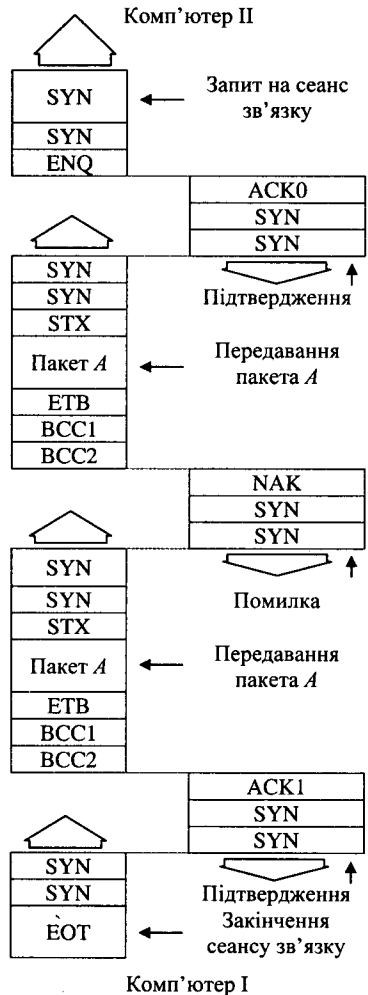 Комп’ютер II
SYN
Запит на сеанс
зв’язку
SYN
ENQ
ACK0
SYN
SYN
Підтвердження
SYN
SYN
STX
Пакет A
Передавання
пакета A
ETB
BCC1
BCC2
NAK
SYN
SYN
Помилка
SYN
SYN
STX
Пакет A
Передавання
пакета A
ETB
BCC1
BCC2
ACK1
SYN
SYN
Підтвердження
SYN
SYN
EOT
Закінчення
сеансу зв’язку
Комп’ютер I